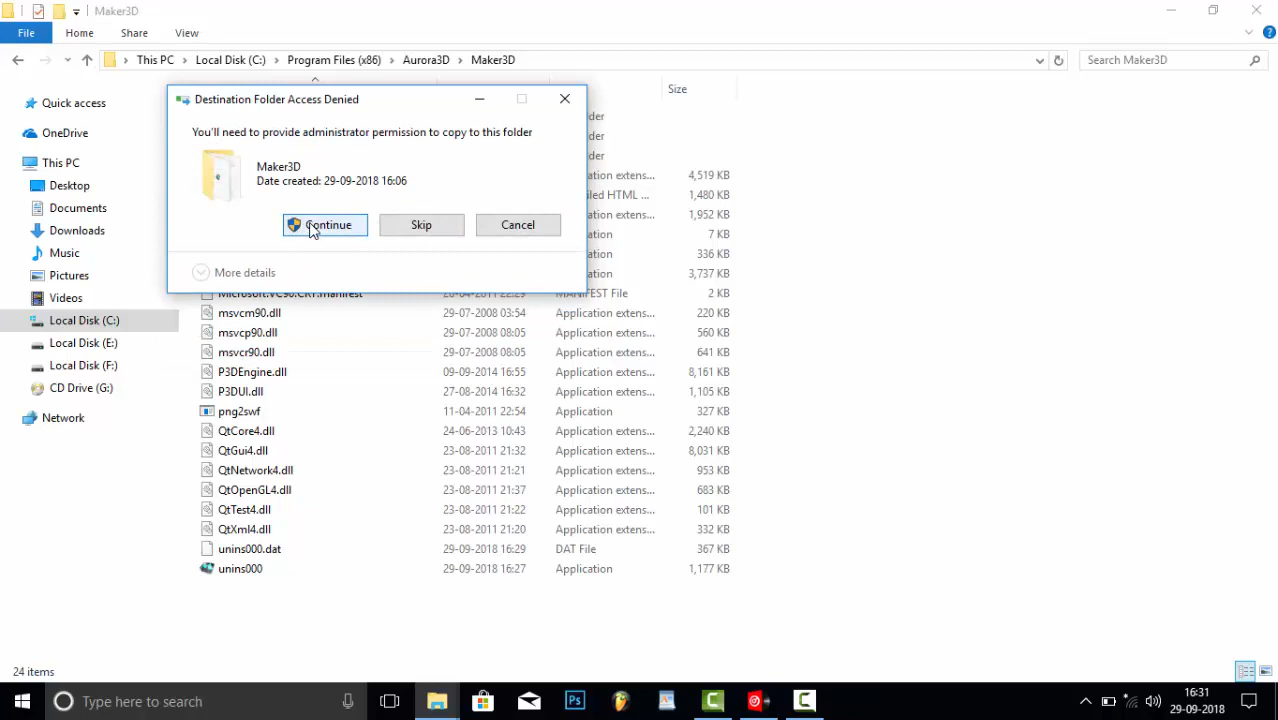 Maker3D
File Home Share View
This PC Local Disk (C:) Program Files (x86) Aurora3D Maker3D Search Maker3D
Size
Quick access
OneDrive
This PC
Desktop
Documents
Downloads
Music
Pictures
Videos
Local Disk (C:)
Local Disk (E:)
Local Disk (F:)
CD Drive (G:)
Network
Destination Folder Access Denied
You'll need to provide administrator permission to copy to this folder
Maker3D
Date created: 29-09-2018 16:06
Continue Skip Cancel
More details
der
der
der
ation extens... 4,519 KB
iled HTML ... 1,480 KB
ation extens... 1,952 KB
ation 7 KB
ation 336 KB
ation 3,737 KB
Microsoft.VC90.CRT.manifest 20-04-2011 22:29 MANIFEST File 2 KB
msvcm90.dll 29-07-2008 03:54 Application extens... 220 KB
msvcp90.dll 29-07-2008 08:05 Application extens... 560 KB
msvcr90.dll 29-07-2008 08:05 Application extens... 641 KB
P3DEngine.dll 09-09-2014 16:55 Application extens... 8,161 KB
P3DUI.dll 27-08-2014 16:32 Application extens... 1,105 KB
png2swf 11-04-2011 22:54 Application 327 KB
QtCore4.dll 24-06-2013 10:43 Application extens... 2,240 KB
QtGui4.dll 23-08-2011 21:32 Application extens... 8,031 KB
QtNetwork4.dll 23-08-2011 21:21 Application extens... 953 KB
QtOpenGL4.dll 23-08-2011 21:37 Application extens... 683 KB
QtTest4.dll 23-08-2011 21:22 Application extens... 101 KB
QtXml4.dll 23-08-2011 21:20 Application extens... 332 KB
unins000.dat 29-09-2018 16:29 DAT File 367 KB
unins000 29-09-2018 16:27 Application 1,177 KB
24 items
Type here to search
Ps
16:31
29-09-2018